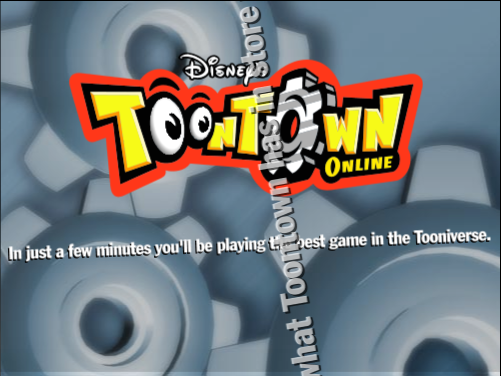 Disney's
TOONTOWN
ONLINE
In just a few minutes you'll be playing the best game in the Tooniverse.
what Toontown has in store